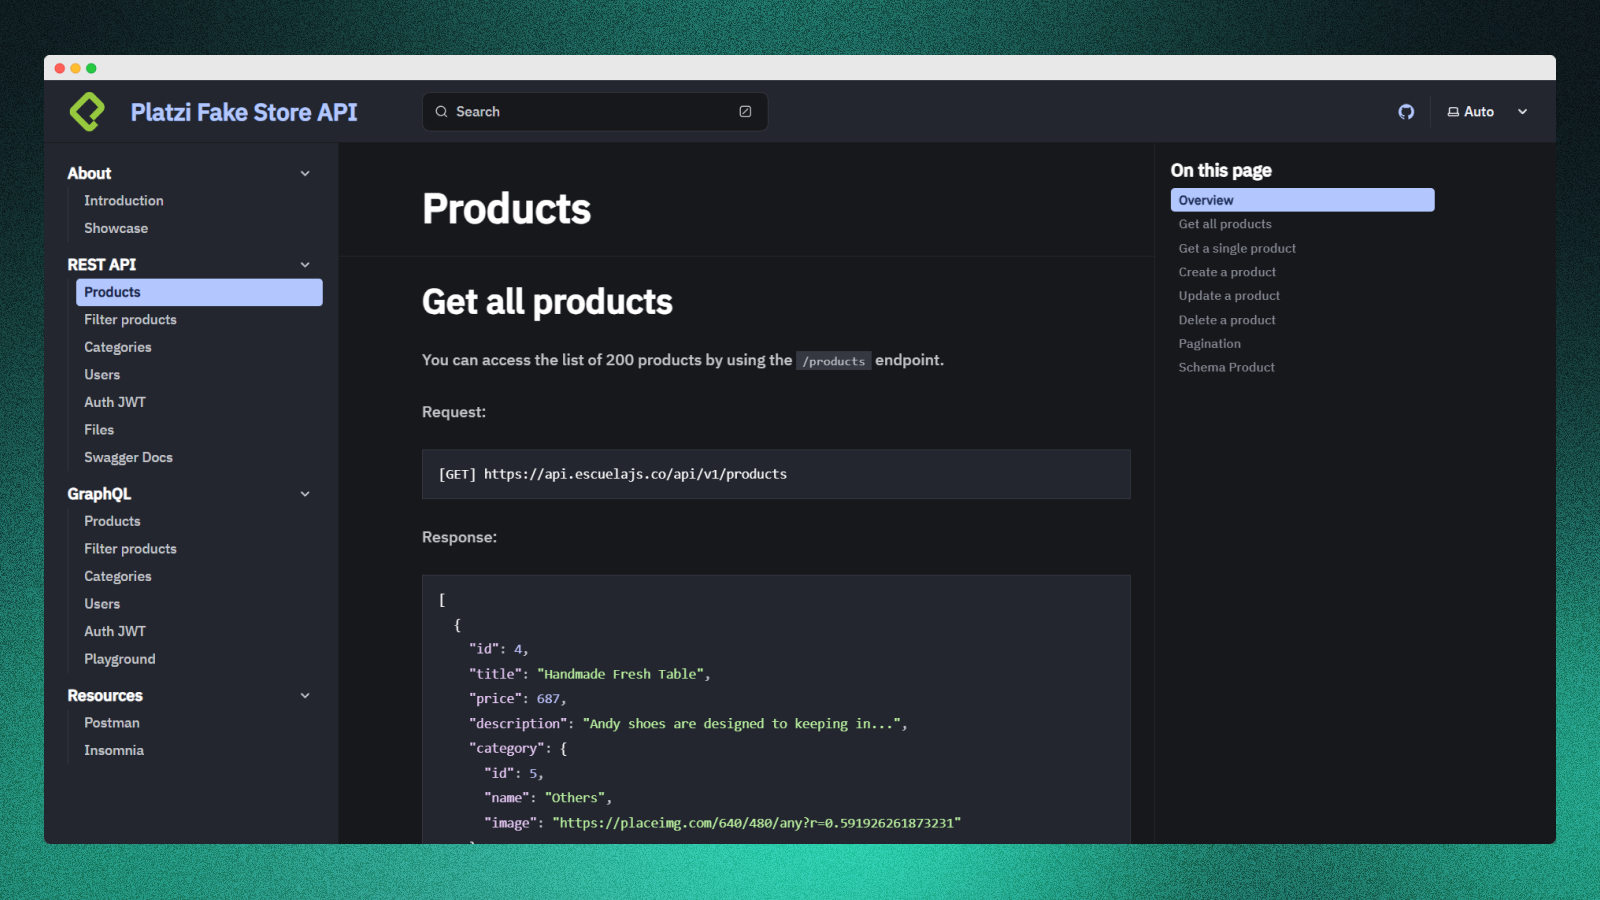 Platzi Fake Store API
Search
Auto
About
Introduction
Showcase
REST API
Products
Filter products
Categories
Users
Auth JWT
Files
Swagger Docs
GraphQL
Products
Filter products
Categories
Users
Auth JWT
Playground
Resources
Postman
Insomnia
Products
Get all products
You can access the list of 200 products by using the /products endpoint.
Request:
[GET] https://api.escuelajs.co/api/v1/products
Response:
[
{
"id": 4,
"title": "Handmade Fresh Table",
"price": 687,
"description": "Andy shoes are designed to keeping in...",
"category": {
"id": 5,
"name": "Others",
"image": "https://placeimg.com/640/480/any?r=0.591926261873231"
On this page
Overview
Get all products
Get a single product
Create a product
Update a product
Delete a product
Pagination
Schema Product